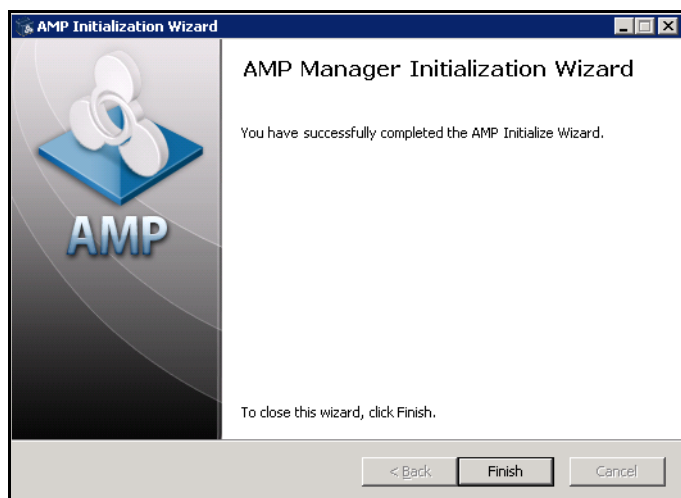 AMP Initialization Wizard
AMP Manager Initialization Wizard
You have successfully completed the AMP Initialize Wizard.
AMP
To close this wizard, click Finish.
< Back
Finish
Cancel